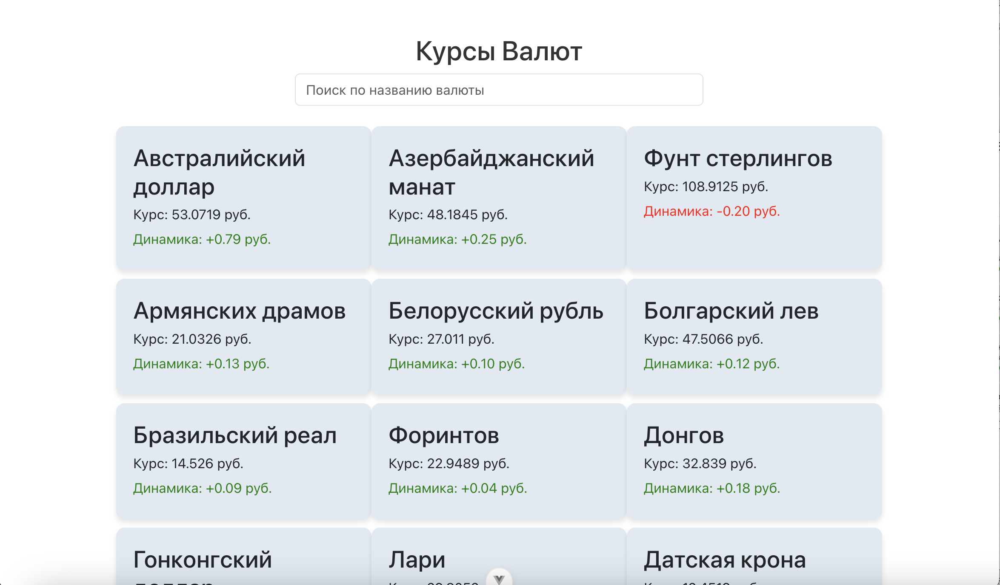 Курсы Валют
Поиск по названию валюты
Австралийский
доллар
Курс: 53.0719 руб.
Динамика: +0.79 руб.
Азербайджанский
манат
Курс: 48.1845 руб.
Динамика: +0.25 руб.
Фунт стерлингов
Курс: 108.9125 руб.
Динамика: -0.20 руб.
Армянских драмов
Курс: 21.0326 руб.
Динамика: +0.13 руб.
Белорусский рубль
Курс: 27.011 руб.
Динамика: +0.10 руб.
Болгарский лев
Курс: 47.5066 руб.
Динамика: +0.12 руб.
Бразильский реал
Курс: 14.526 руб.
Динамика: +0.09 руб.
Форинтов
Курс: 22.9489 руб.
Динамика: +0.04 руб.
Донгов
Курс: 32.839 руб.
Динамика: +0.18 руб.
Гонконгский
Лари
Датская крона